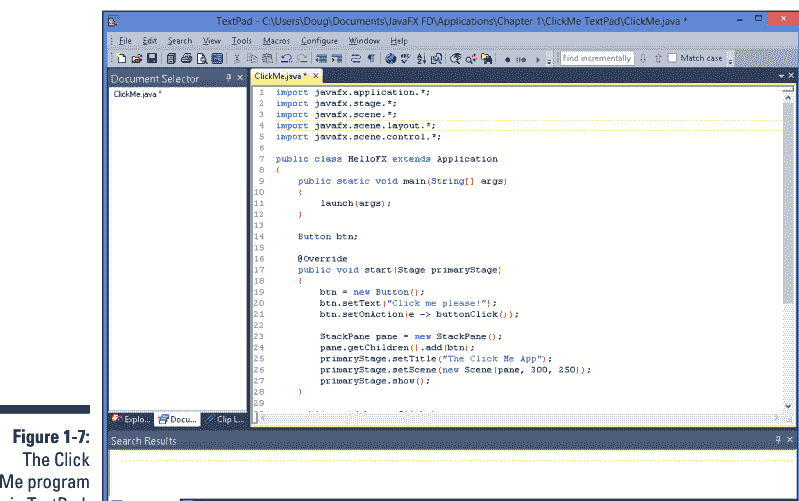 TextPad - C:\Users\Doug\Documents\JavaFX FD\Applications\Chapter 1\ClickMe TextPad\ClickMe.java *
File Edit Search View Tools Macros Configure Window Help
Find incrementally Match case
Document Selector
ClickMe.java *
ClickMe.java *
1 import javafx.application.*;
2 import javafx.stage.*;
3 import javafx.scene.*;
4 import javafx.scene.layout.*;
5 import javafx.scene.control.*;
6
7 public class HelloFX extends Application
8 {
9 public static void main(String[] args)
10 {
11 launch(args);
12 }
13
14 Button btn;
15
16 @Override
17 public void start(Stage primaryStage)
18 {
19 btn = new Button();
20 btn.setText("Click me please!");
21 btn.setOnAction(e -> buttonClick());
22
23 StackPane pane = new StackPane();
24 pane.getChildren().add(btn);
25 primaryStage.setTitle("The Click Me App");
26 primaryStage.setScene(new Scene(pane, 300, 250));
27 primaryStage.show();
28 }
29
Explo... Docu... Clip L...
Search Results
Figure 1-7:
The Click
Me program
in TextPad.